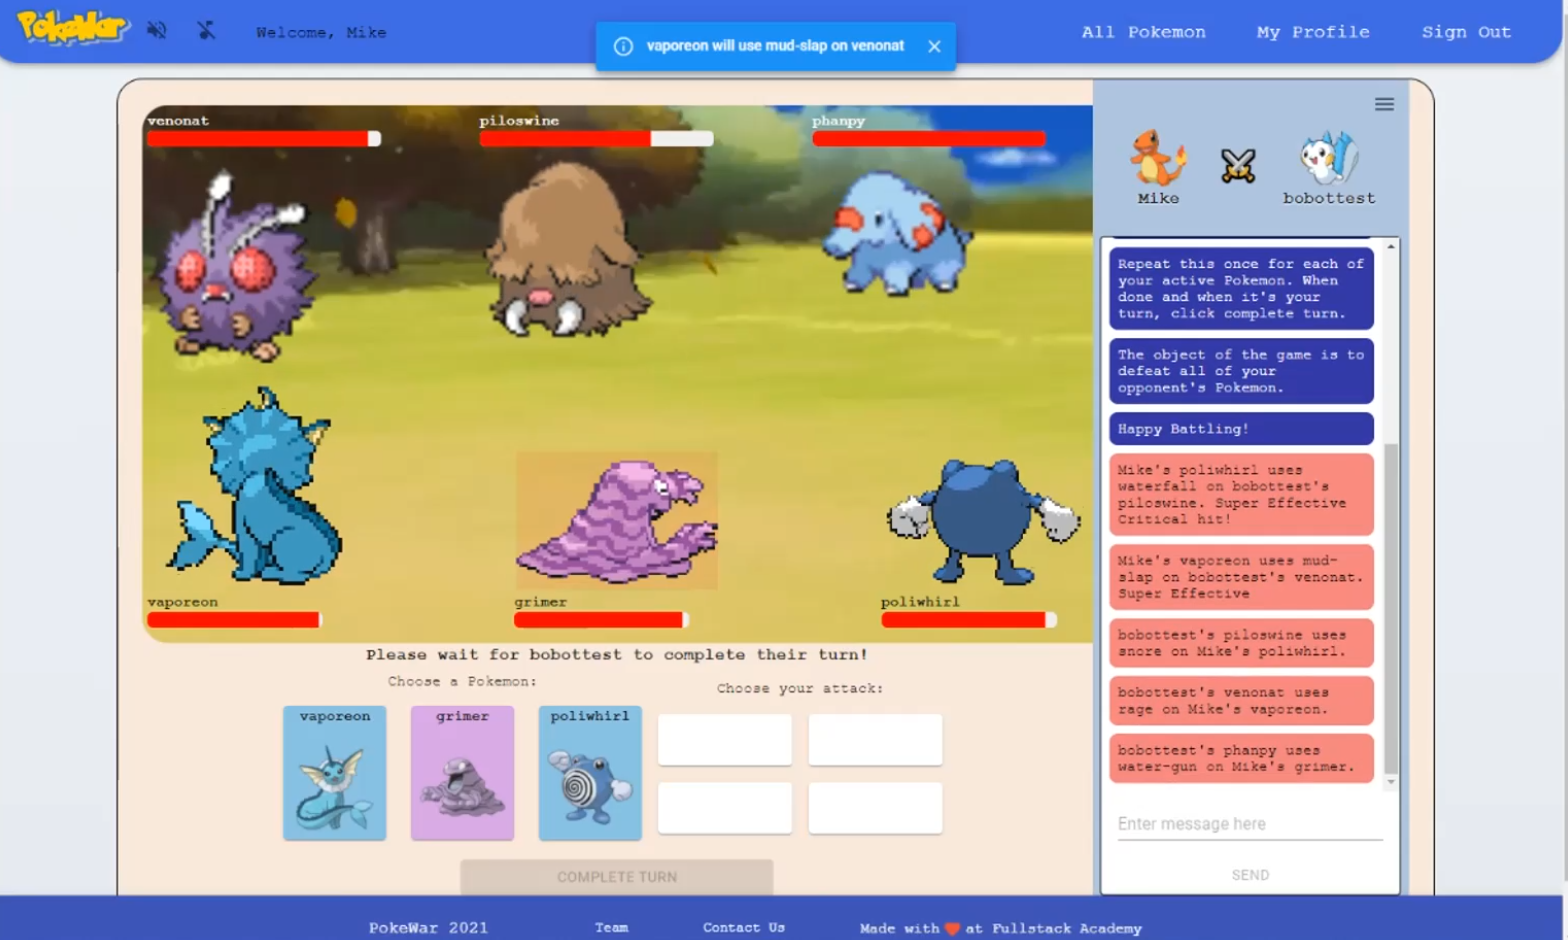 PokeWar
Welcome, Mike
vaporeon will use mud-slap on venonat
All Pokemon
My Profile
Sign Out
venonat
piloswine
phanpy
vaporeon
grimer
poliwhirl
Please wait for bobottest to complete their turn!
Choose a Pokemon:
Choose your attack:
vaporeon
grimer
poliwhirl
COMPLETE TURN
Mike
bobottest
Repeat this once for each of
your active Pokemon. When
done and when it's your
turn, click complete turn.
The object of the game is to
defeat all of your
opponent's Pokemon.
Happy Battling!
Mike's poliwhirl uses
waterfall on bobottest's
piloswine. Super Effective
Critical hit!
Mike's vaporeon uses mud-
slap on bobottest's venonat.
Super Effective
bobottest's piloswine uses
snore on Mike's poliwhirl.
bobottest's venonat uses
rage on Mike's vaporeon.
bobottest's phanpy uses
water-gun on Mike's grimer.
Enter message here
SEND
PokeWar 2021
Team
Contact Us
Made with ❤ at Fullstack Academy